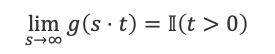 lim g(s · t) = 𝕀(t > 0)
s→∞